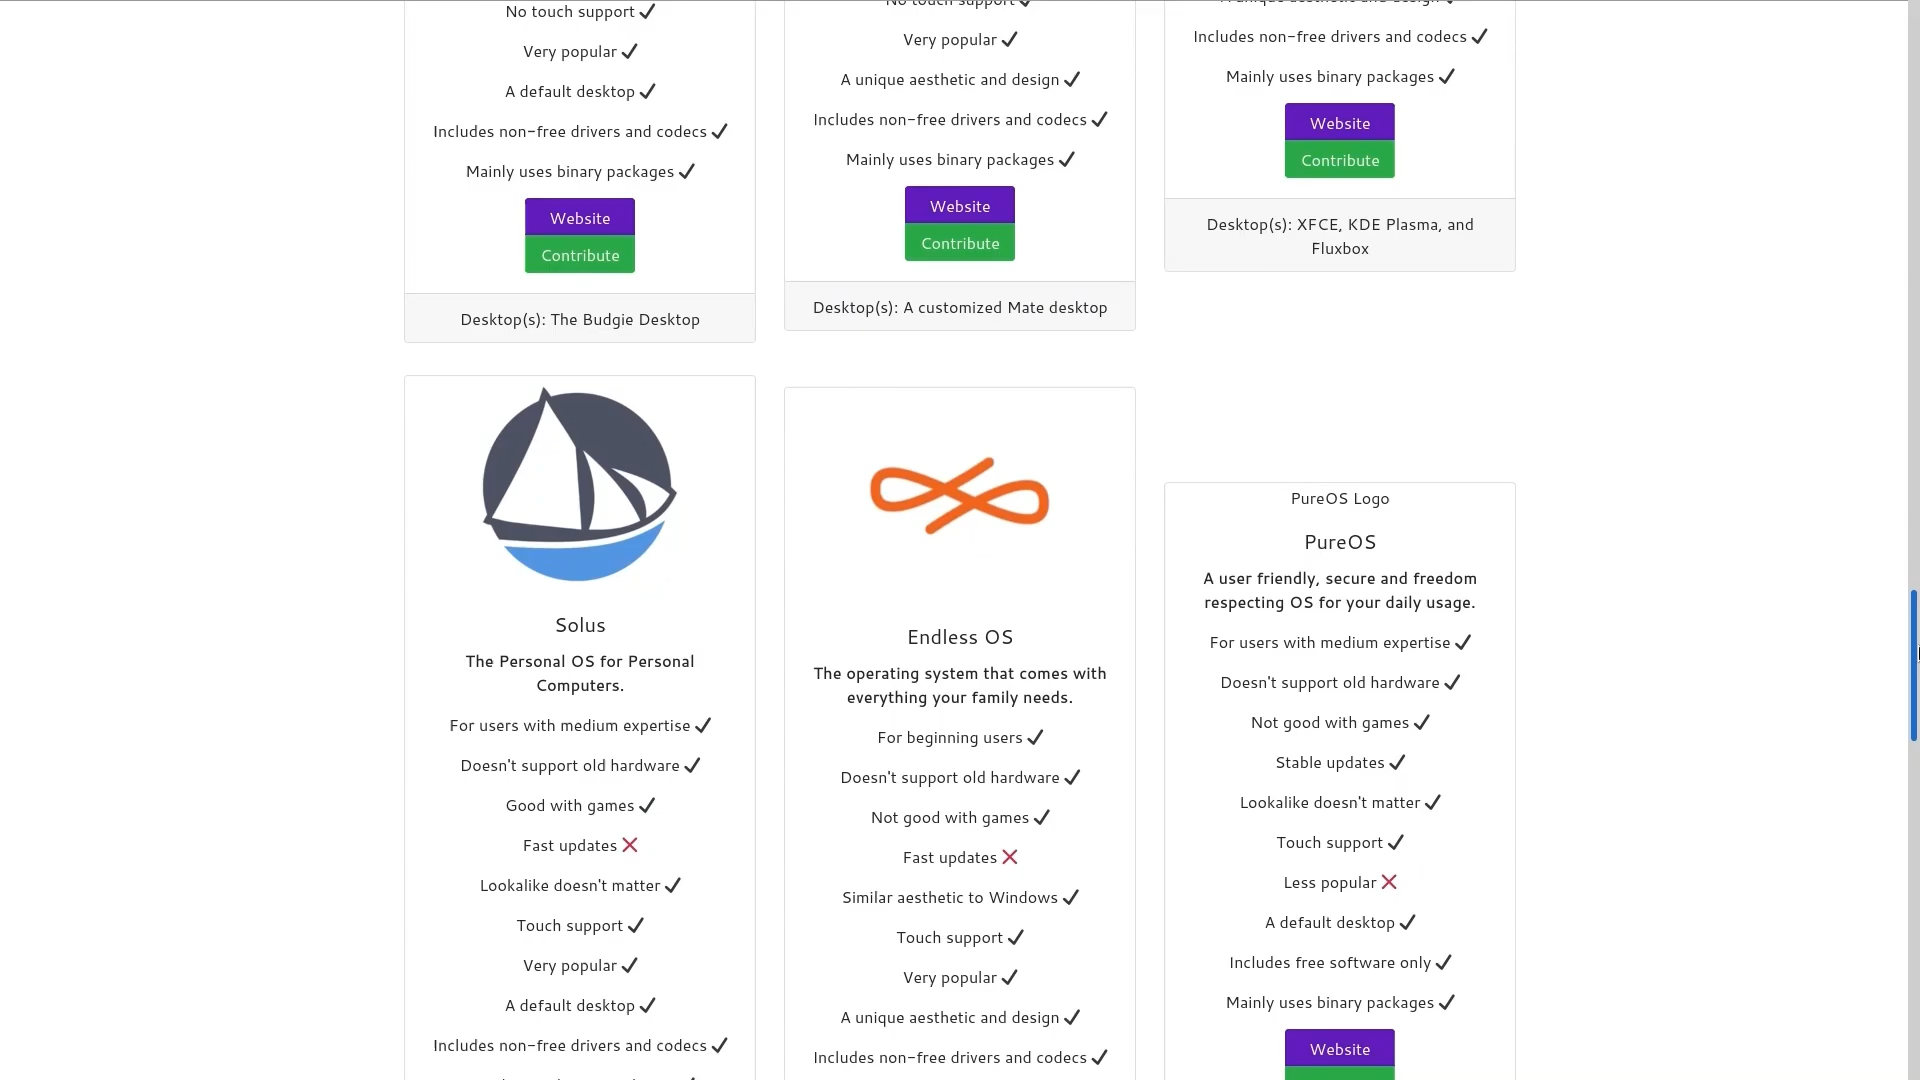 No touch support
Very popular
A default desktop
Includes non-free drivers and codecs
Mainly uses binary packages
Website
Contribute
Desktop(s): The Budgie Desktop
Solus
The Personal OS for Personal
Computers.
For users with medium expertise
Doesn't support old hardware
Good with games
Fast updates
Lookalike doesn't matter
Touch support
Very popular
A default desktop
Includes non-free drivers and codecs
No touch support
Very popular
A unique aesthetic and design
Includes non-free drivers and codecs
Mainly uses binary packages
Website
Contribute
Desktop(s): A customized Mate desktop
Endless OS
The operating system that comes with
everything your family needs.
For beginning users
Doesn't support old hardware
Not good with games
Fast updates
Similar aesthetic to Windows
Touch support
Very popular
A unique aesthetic and design
Includes non-free drivers and codecs
A unique aesthetic and design
Includes non-free drivers and codecs
Mainly uses binary packages
Website
Contribute
Desktop(s): XFCE, KDE Plasma, and
Fluxbox
PureOS Logo
PureOS
A user friendly, secure and freedom
respecting OS for your daily usage.
For users with medium expertise
Doesn't support old hardware
Not good with games
Stable updates
Lookalike doesn't matter
Touch support
Less popular
A default desktop
Includes free software only
Mainly uses binary packages
Website